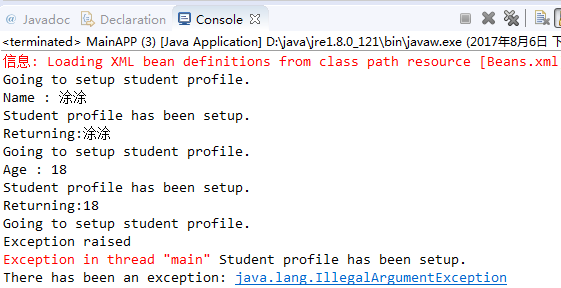 @ Javadoc Declaration Console
<terminated> MainAPP (3) [Java Application] D:\java\jre1.8.0_121\bin\javaw.exe (2017年8月6日 下
信息: Loading XML bean definitions from class path resource [Beans.xml
Going to setup student profile.
Name : 涂涂
Student profile has been setup.
Returning:涂涂
Going to setup student profile.
Age : 18
Student profile has been setup.
Returning:18
Going to setup student profile.
Exception raised
Exception in thread "main" Student profile has been setup.
There has been an exception: java.lang.IllegalArgumentException